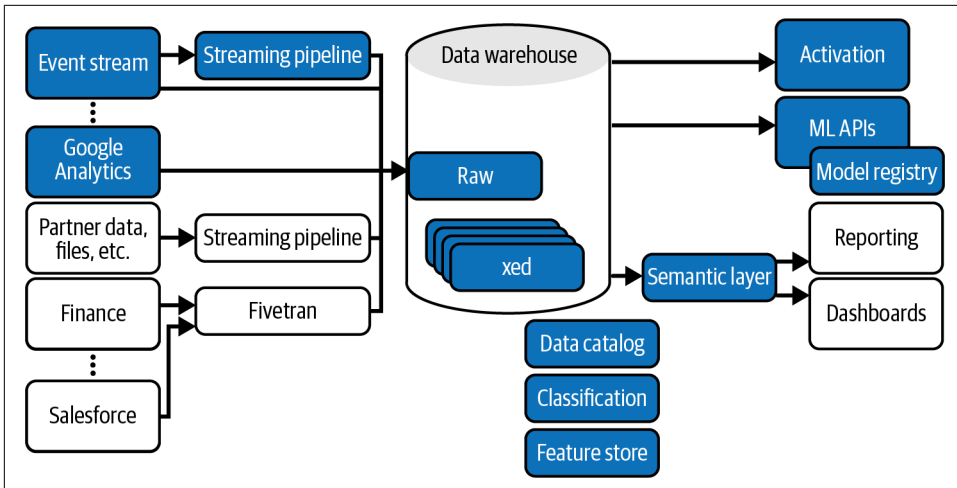 Event stream
Streaming pipeline
Data warehouse
Activation
Google
Analytics
ML APIs
Model registry
Raw
Partner data,
files, etc.
Streaming pipeline
Reporting
xed
Semantic layer
Finance
Fivetran
Dashboards
Data catalog
Classification
Salesforce
Feature store